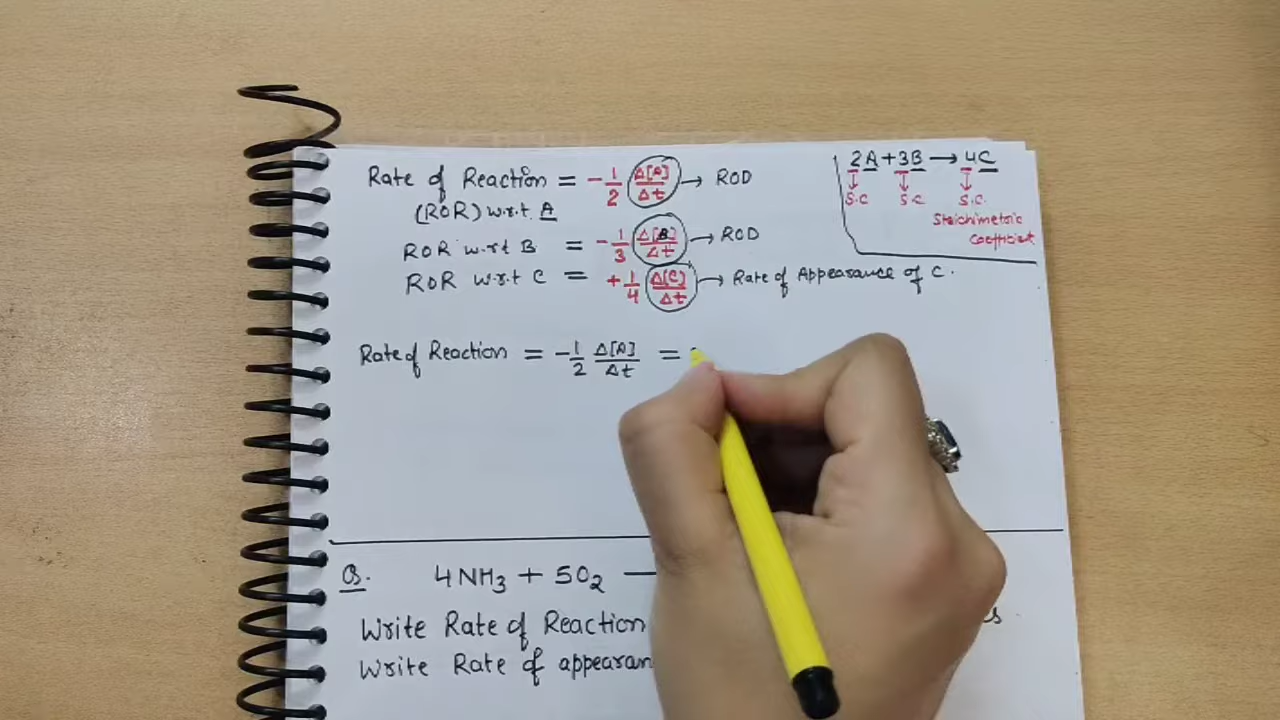 Rate of Reaction = -1/2 Δ[A]/Δt → ROD
(ROR) w.r.t A
ROR w.r.t B = -1/3 Δ[B]/Δt → ROD
ROR w.r.t C = +1/4 Δ[C]/Δt → Rate of Appearance of C.
2A + 3B → 4C
S.C S.C S.C.
Stoichimetric
Coefficient
Rate of Reaction = -1/2 Δ[A]/Δt =
Q. 4NH₃ + 5O₂ —
Write Rate of Reaction
Write Rate of appearan